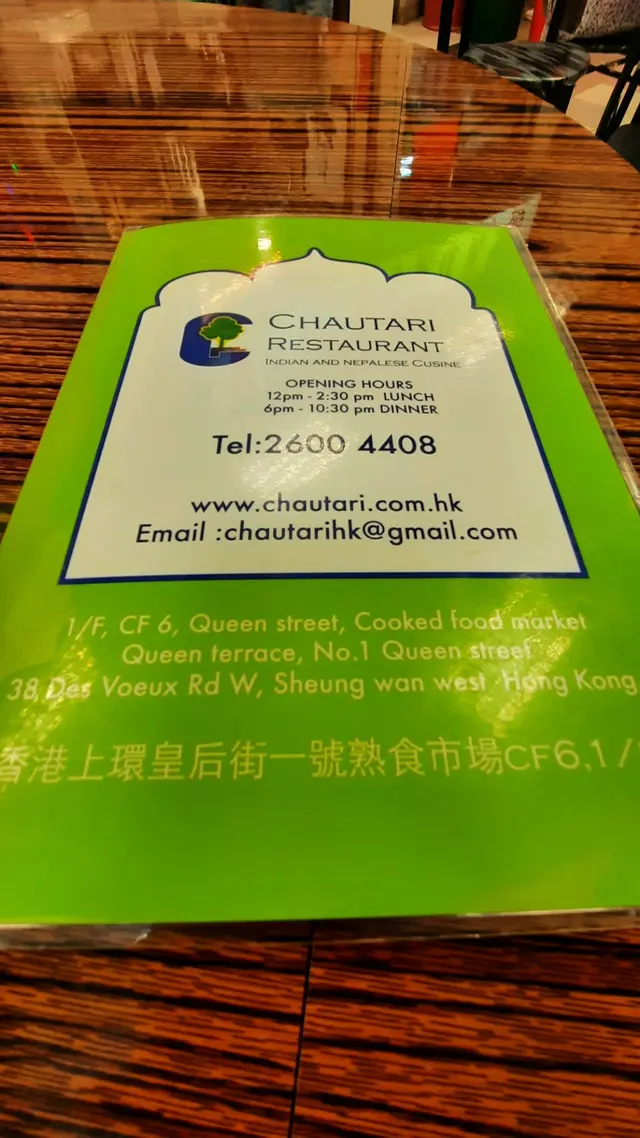 CHAUTARI
RESTAURANT
INDIAN AND NEPALESE CUSINE
OPENING HOURS
12pm - 2:30 pm LUNCH
6pm - 10:30 pm DINNER
Tel:2600 4408
www.chautari.com.hk
Email :chautarihk@gmail.com
1/F, CF 6, Queen street, Cooked food market
Queen terrace, No.1 Queen street
38 Des Voeux Rd W, Sheung wan west Hong Kong
香港上環皇后街一號熟食市場CF6,1/